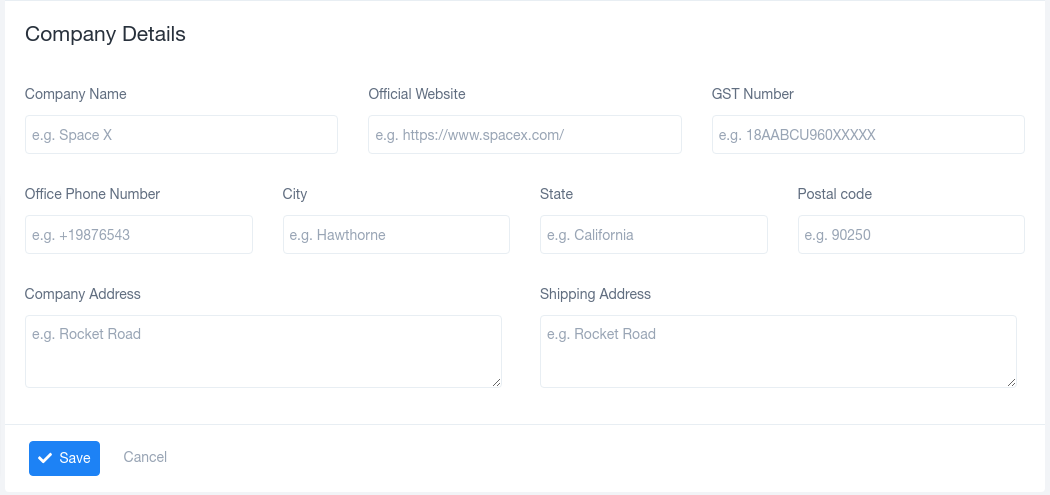 Company Details
Company Name Official Website GST Number
e.g. Space X e.g. https://www.spacex.com/ e.g. 18AABCU960XXXXX
Office Phone Number City State Postal code
e.g. +19876543 e.g. Hawthorne e.g. California e.g. 90250
Company Address Shipping Address
e.g. Rocket Road e.g. Rocket Road
Save Cancel